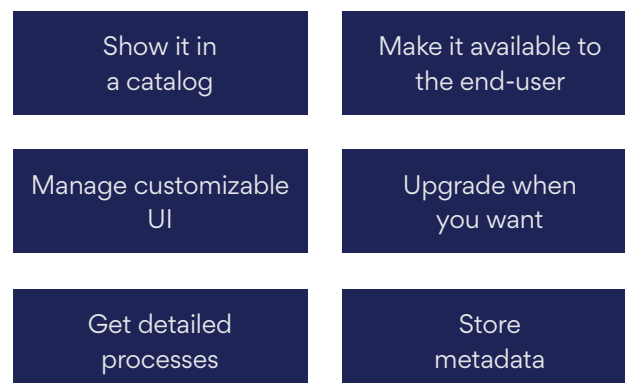 Show it in
a catalog
Make it available to
the end-user
Manage customizable
UI
Upgrade when
you want
Get detailed
processes
Store
metadata